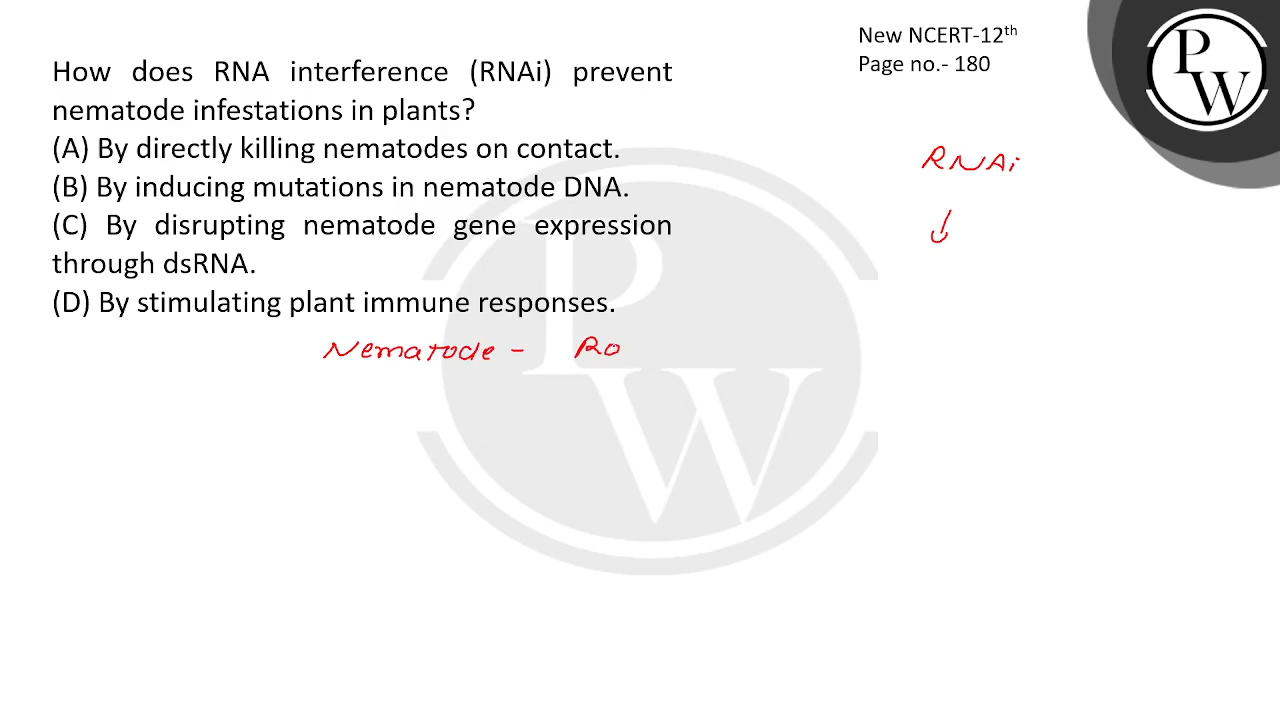 New NCERT-12th
Page no.- 180
P
W
How does RNA interference (RNAi) prevent
nematode infestations in plants?
(A) By directly killing nematodes on contact.
(B) By inducing mutations in nematode DNA.
(C) By disrupting nematode gene expression
through dsRNA.
(D) By stimulating plant immune responses.
RNAi
Nematode - Ro
P
W